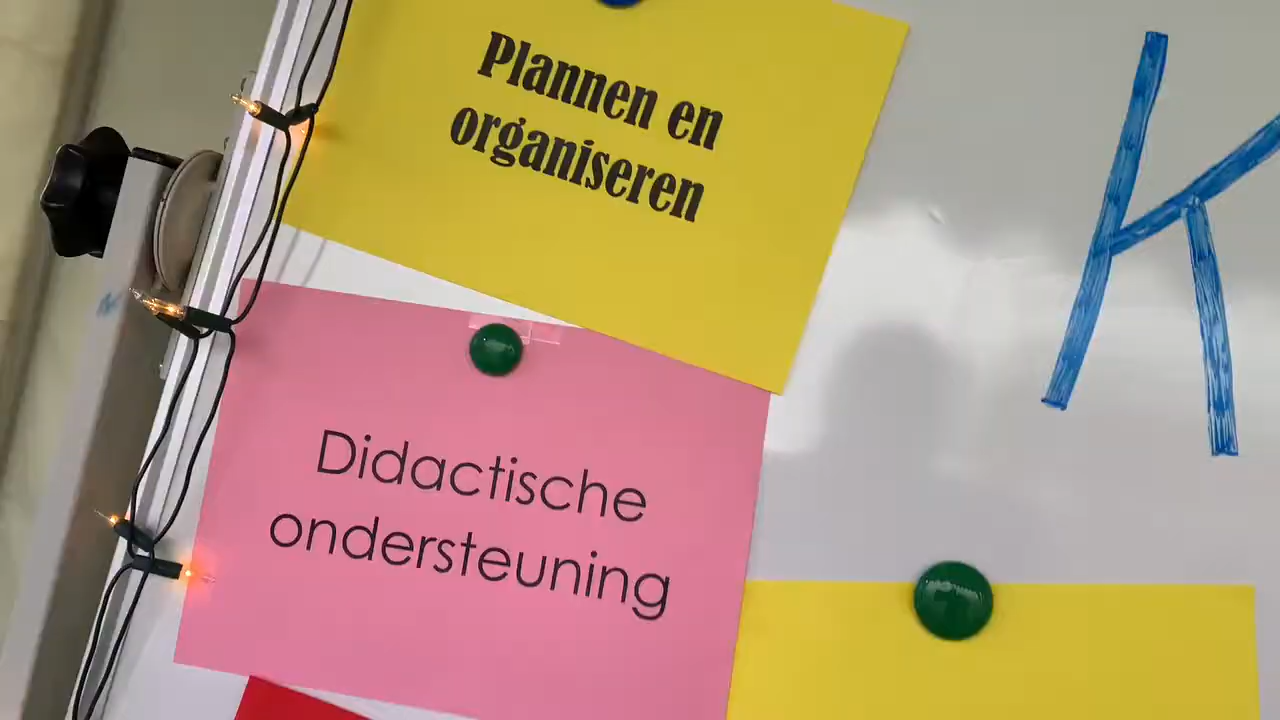 Plannen en
organiseren
K
Didactische
ondersteuning